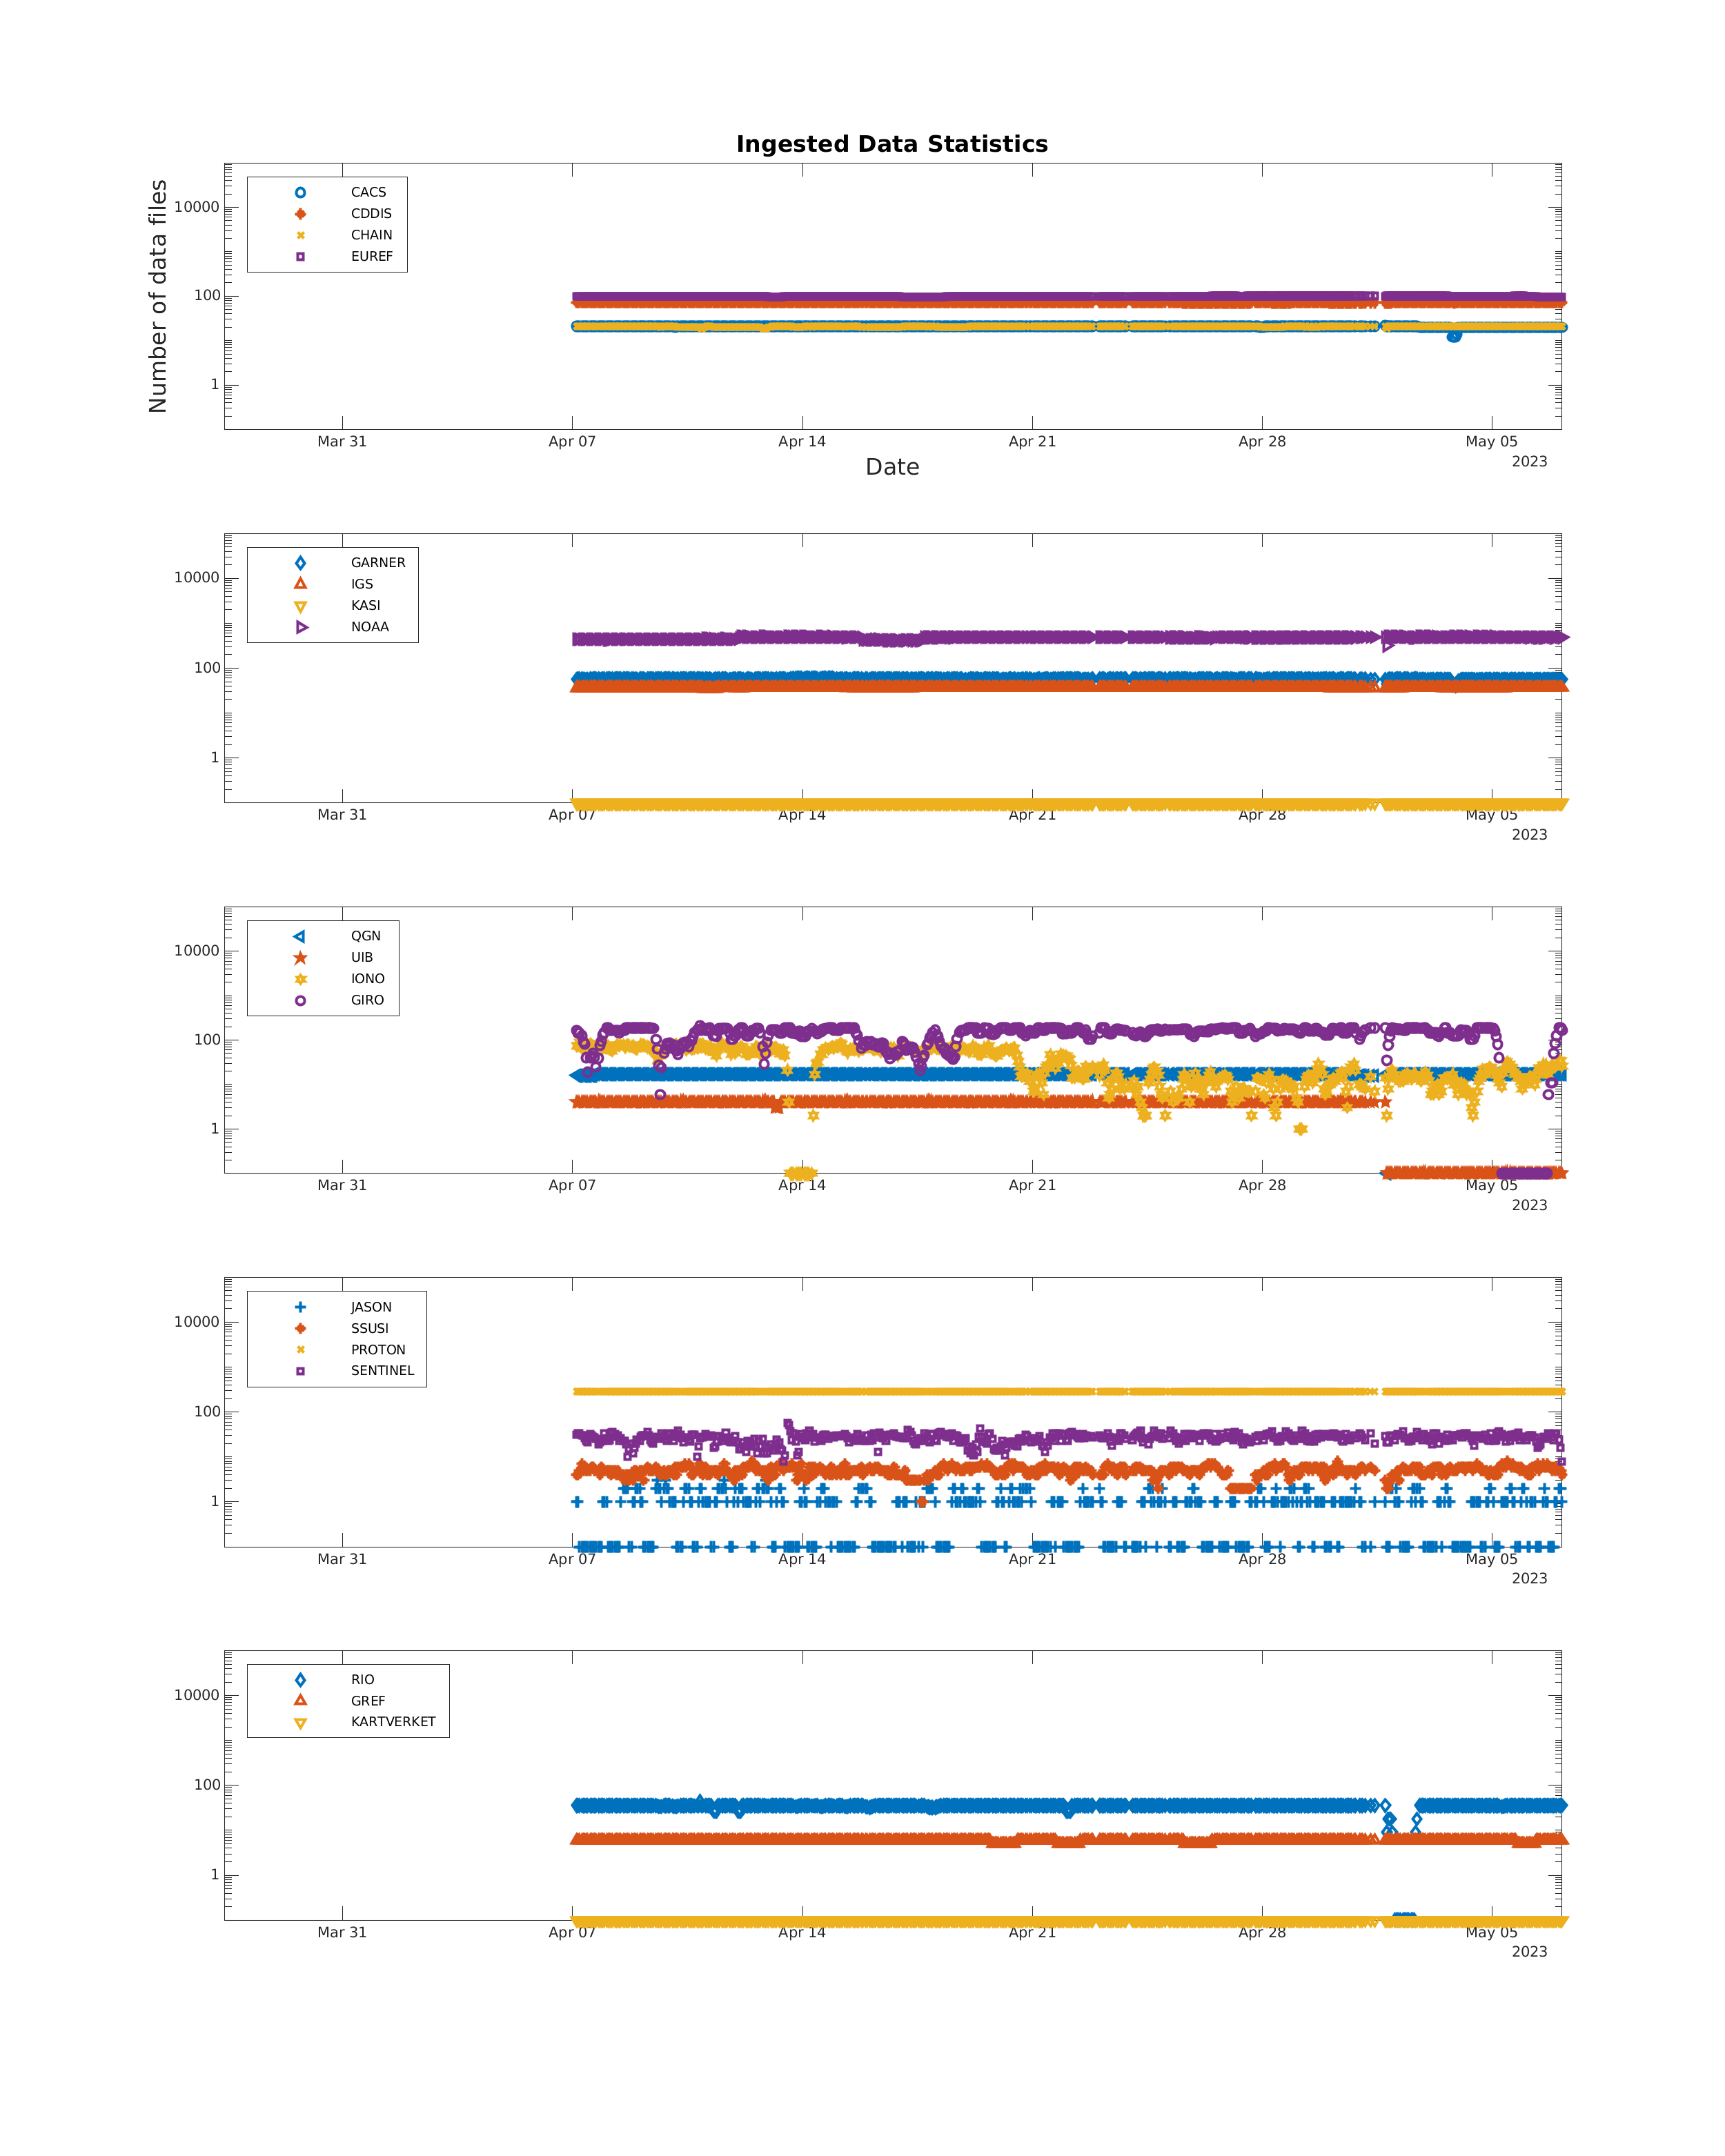 Ingested Data Statistics
Number of data files
CACS
CDDIS
CHAIN
EUREF
10000
100
1
Mar 31 Apr 07 Apr 14 Apr 21 Apr 28 May 05
2023
Date
GARNER
IGS
KASI
NOAA
10000
100
1
Mar 31 Apr 07 Apr 14 Apr 21 Apr 28 May 05
2023
QGN
UIB
IONO
GIRO
10000
100
1
Mar 31 Apr 07 Apr 14 Apr 21 Apr 28 May 05
2023
JASON
SSUSI
PROTON
SENTINEL
10000
100
1
Mar 31 Apr 07 Apr 14 Apr 21 Apr 28 May 05
2023
RIO
GREF
KARTVERKET
10000
100
1
Mar 31 Apr 07 Apr 14 Apr 21 Apr 28 May 05
2023